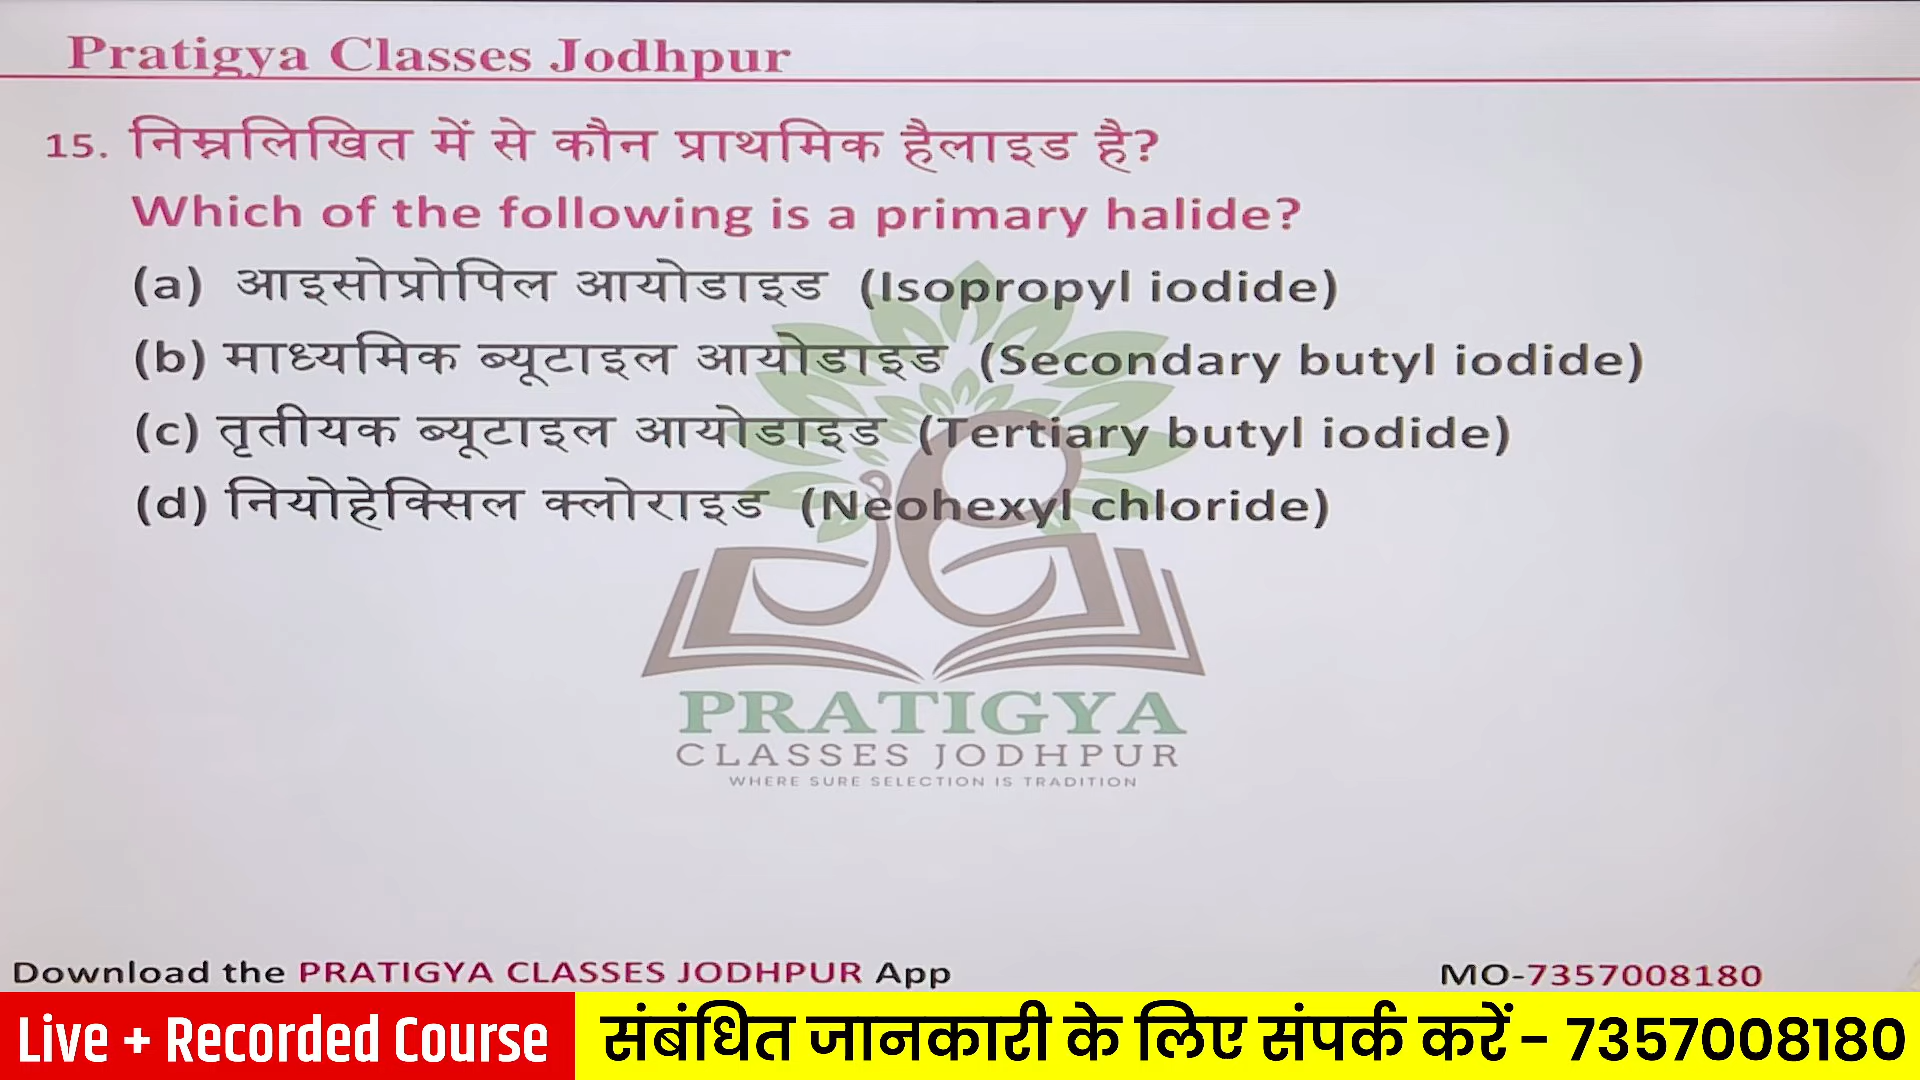 Pratigya Classes Jodhpur
15. निम्नलिखित में से कौन प्राथमिक हैलाइड है?
Which of the following is a primary halide?
(a) आइसोप्रोपिल आयोडाइड (Isopropyl iodide)
(b) माध्यमिक ब्यूटाइल आयोडाइड (Secondary butyl iodide)
(c) तृतीयक ब्यूटाइल आयोडाइड (Tertiary butyl iodide)
(d) नियोहेक्सिल क्लोराइड (Neohexyl chloride)
PRATIGYA
CLASSES JODHPUR
WHERE SURE SELECTION IS TRADITION
Download the PRATIGYA CLASSES JODHPUR App
MO-7357008180
Live + Recorded Course
संबंधित जानकारी के लिए संपर्क करें - 7357008180